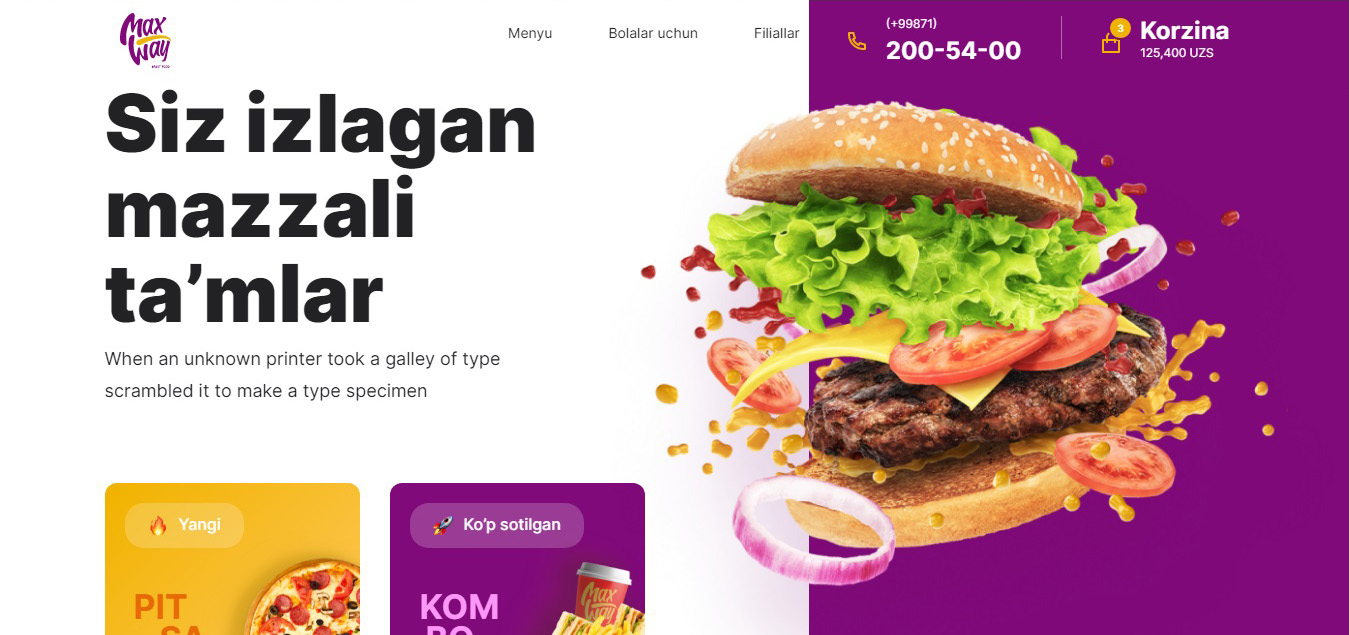 Max
Way
Menyu
Bolalar uchun
Filiallar
(+99871)
200-54-00
3
Korzina
125,400 UZS
Siz izlagan
mazzali
ta’mlar
When an unknown printer took a galley of type
scrambled it to make a type specimen
🔥 Yangi
PIT
SA
🚀 Ko‘p sotilgan
KOM
BO
Max
Way